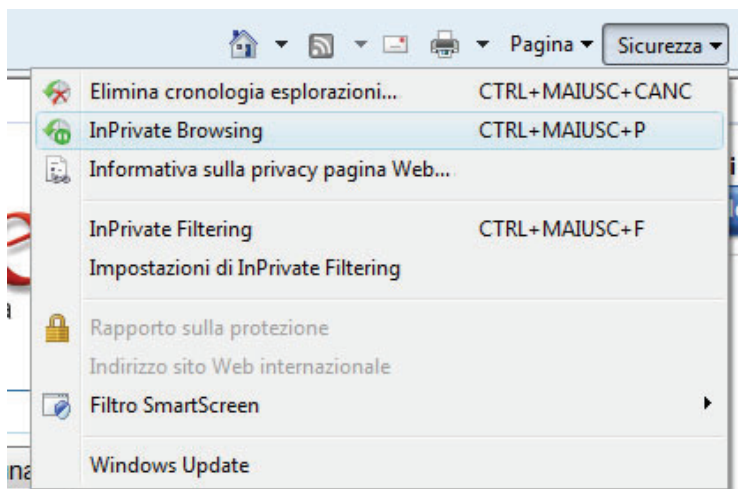 Pagina Sicurezza
Elimina cronologia esplorazioni... CTRL+MAIUSC+CANC
InPrivate Browsing CTRL+MAIUSC+P
Informativa sulla privacy pagina Web...
InPrivate Filtering CTRL+MAIUSC+F
Impostazioni di InPrivate Filtering
Rapporto sulla protezione
Indirizzo sito Web internazionale
Filtro SmartScreen
Windows Update